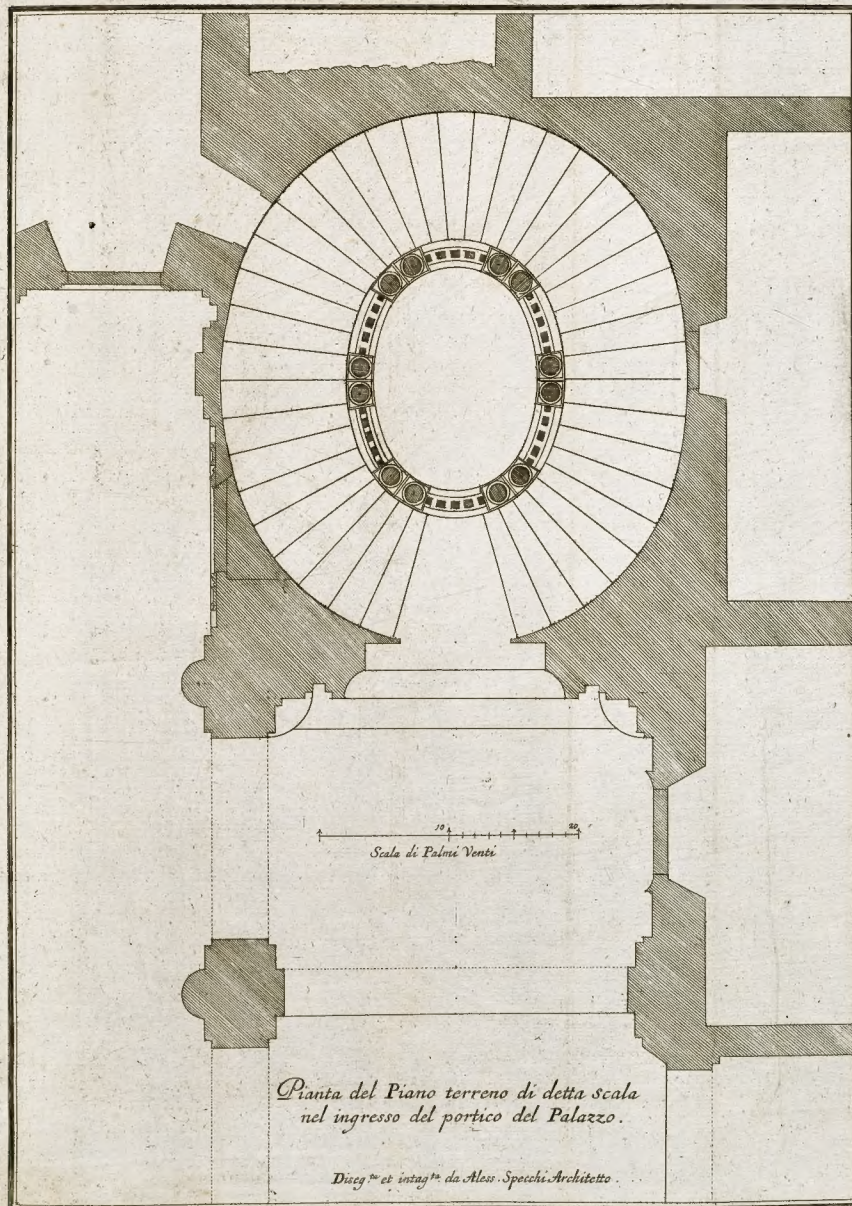 10 20
Scala di Palmi Venti
Pianta del Piano terreno di detta scala
nel ingresso del portico del Palazzo.
Diseg.to et intag.to da Aless. Specchi Architetto.